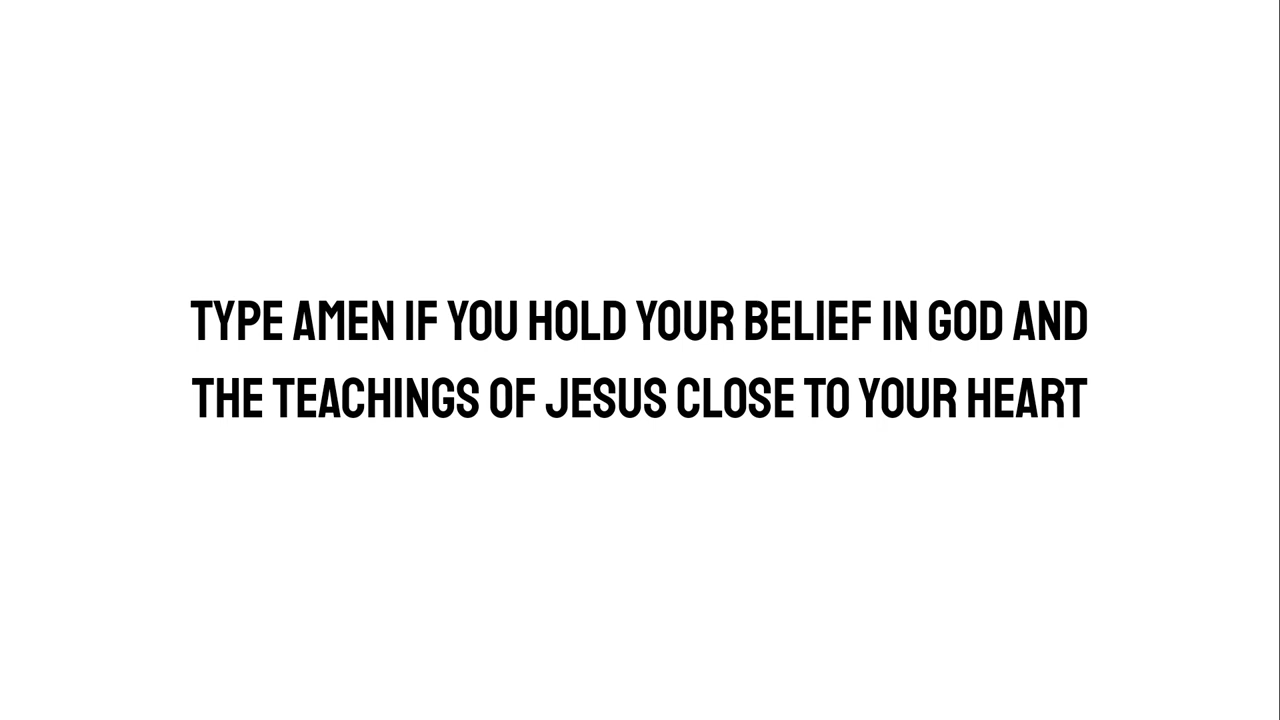 TYPE AMEN IF YOU HOLD YOUR BELIEF IN GOD AND
THE TEACHINGS OF JESUS CLOSE TO YOUR HEART